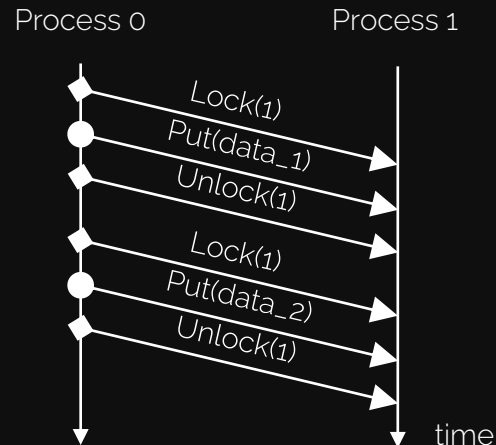 Process 0
Process 1
Lock(1)
Put(data_1)
Unlock(1)
Lock(1)
Put(data_2)
Unlock(1)
time